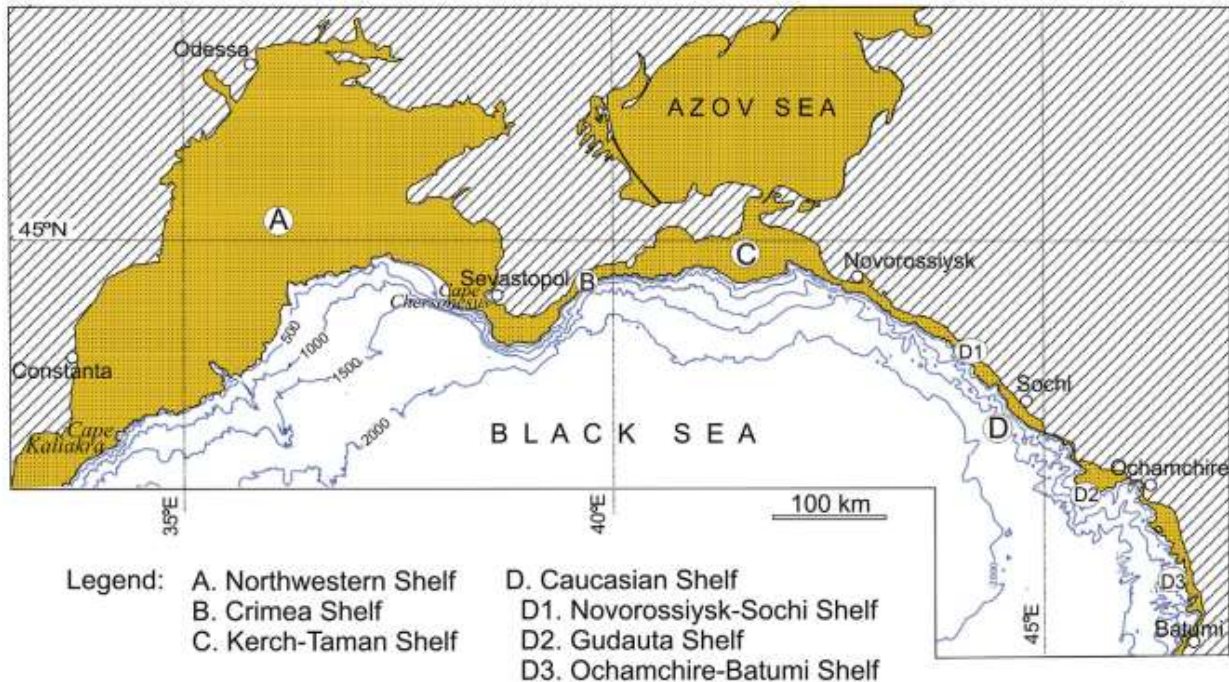 Odessa
AZOV SEA
A
45ºN
C
Novorossiysk
Sevastopol
B
Cape
Chersonesus
500
1000
D1
1500
Constanta
Sochi
2000
Cape
Kaliakra
BLACK SEA
D
Ochamchire
D2
35ºE
40ºE
100 km
2000
D3
45ºE
Batumi
Legend:
A. Northwestern Shelf
B. Crimea Shelf
C. Kerch-Taman Shelf
D. Caucasian Shelf
D1. Novorossiysk-Sochi Shelf
D2. Gudauta Shelf
D3. Ochamchire-Batumi Shelf